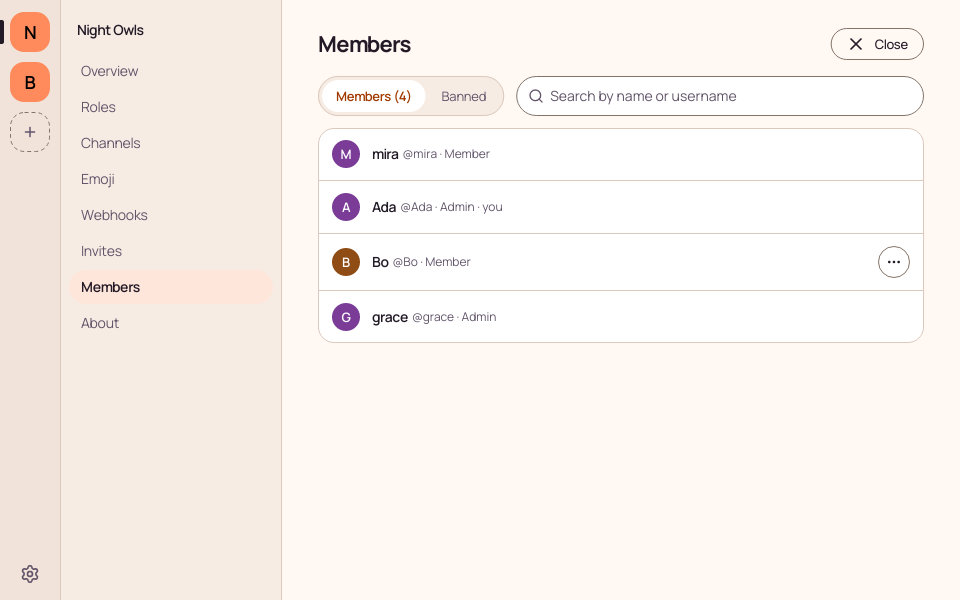 N
B
Night Owls
Overview
Roles
Channels
Emoji
Webhooks
Invites
Members
About
Members
Close
Members (4)
Banned
Search by name or username
M
mira @mira · Member
A
Ada @Ada · Admin · you
B
Bo @Bo · Member
G
grace @grace · Admin